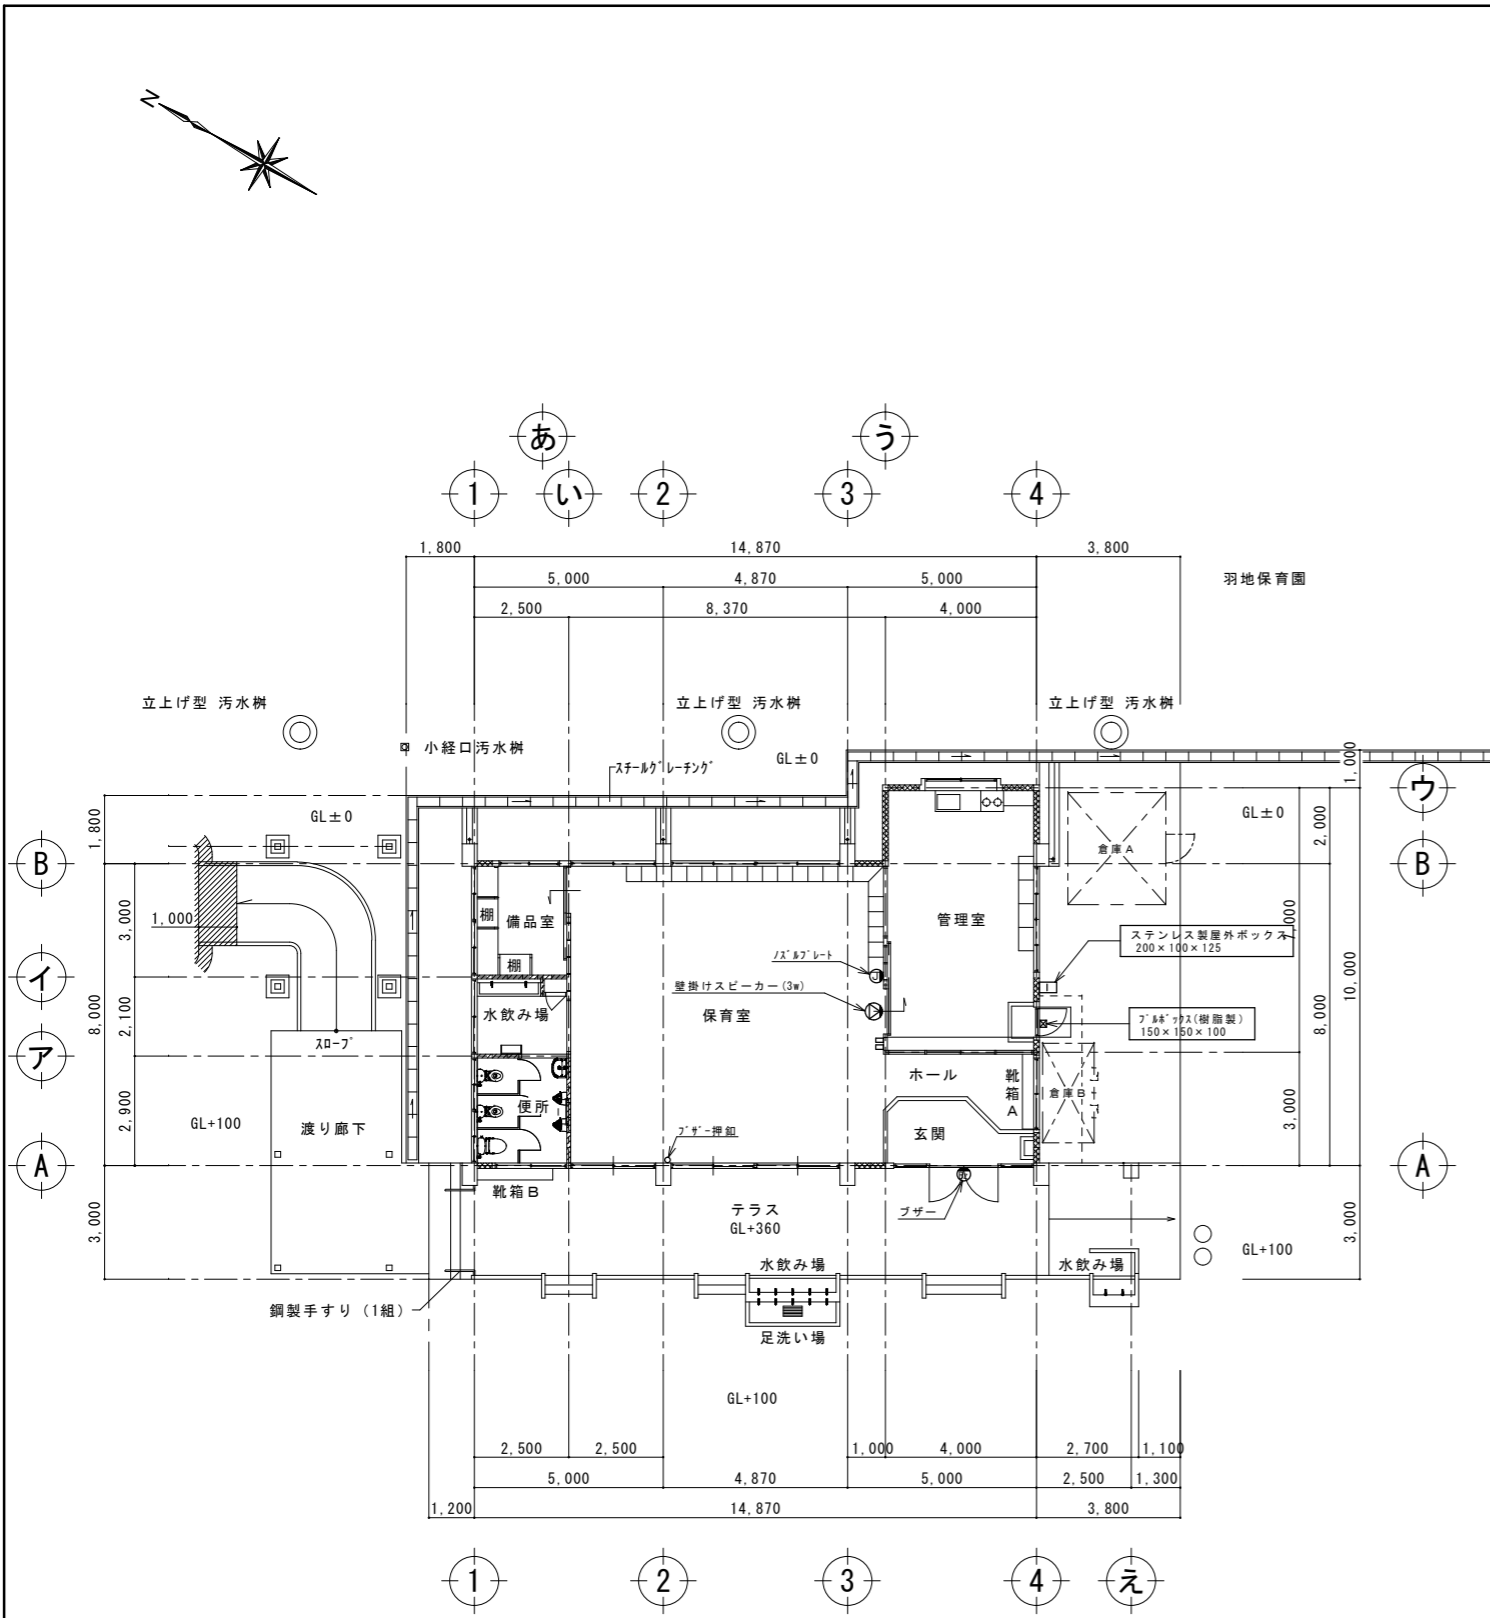 N
あ
う
1
い
2
3
4
1,800
14,870
3,800
5,000
4,870
5,000
羽地保育園
2,500
8,370
4,000
立上げ型 汚水桝
立上げ型 汚水桝
立上げ型 汚水桝
小経口汚水桝
GL±0
スチールグレーチング
1,000
ウ
1,800
GL±0
GL±0
2,000
倉庫A
B
B
3,000
1,000
棚
備品室
管理室
7,000
ステンレス製屋外ボックス
200×100×125
棚
ノズルプレート
イ
壁掛けスピーカー(3w)
10,000
8,000
2,100
水飲み場
保育室
8,000
プルボックス(樹脂製)
150×150×100
スロープ
ア
ホール
靴箱A
倉庫B
便所
2,900
GL+100
渡り廊下
3,000
ブザー押釦
玄関
A
A
靴箱B
テラス
GL+360
ブザー
3,000
3,000
GL+100
水飲み場
水飲み場
鋼製手すり (1組)
足洗い場
GL+100
2,500
2,500
1,000
4,000
2,700
1,100
5,000
4,870
5,000
2,500
1,300
1,200
14,870
3,800
1
2
3
4
え